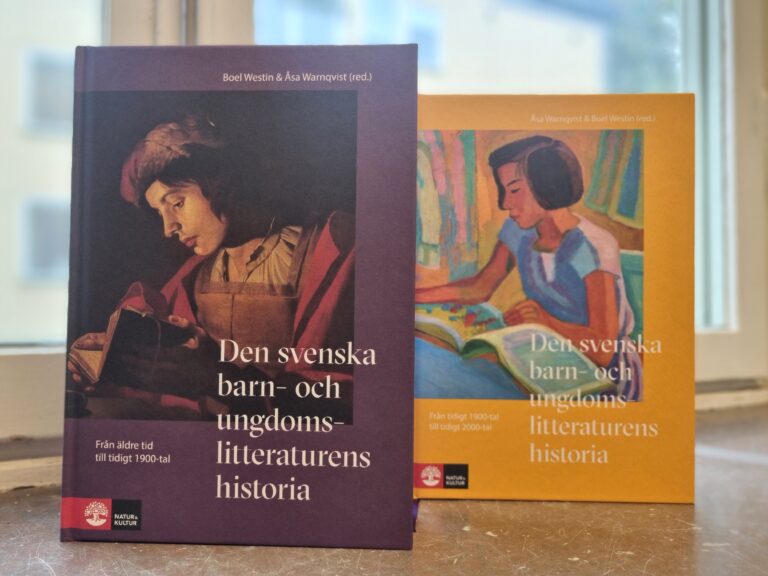 Boel Westin & Åsa Warnqvist (red.)
Den svenska
barn- och
ungdoms-
litteraturens
historia
Från äldre tid
till tidigt 1900-tal
NATUR&
KULTUR
Åsa Warnqvist & Boel Westin (red.)
Den svenska
barn- och
ungdoms-
litteraturens
historia
Från tidigt 1900-tal
till tidigt 2000-tal
NATUR&
KULTUR